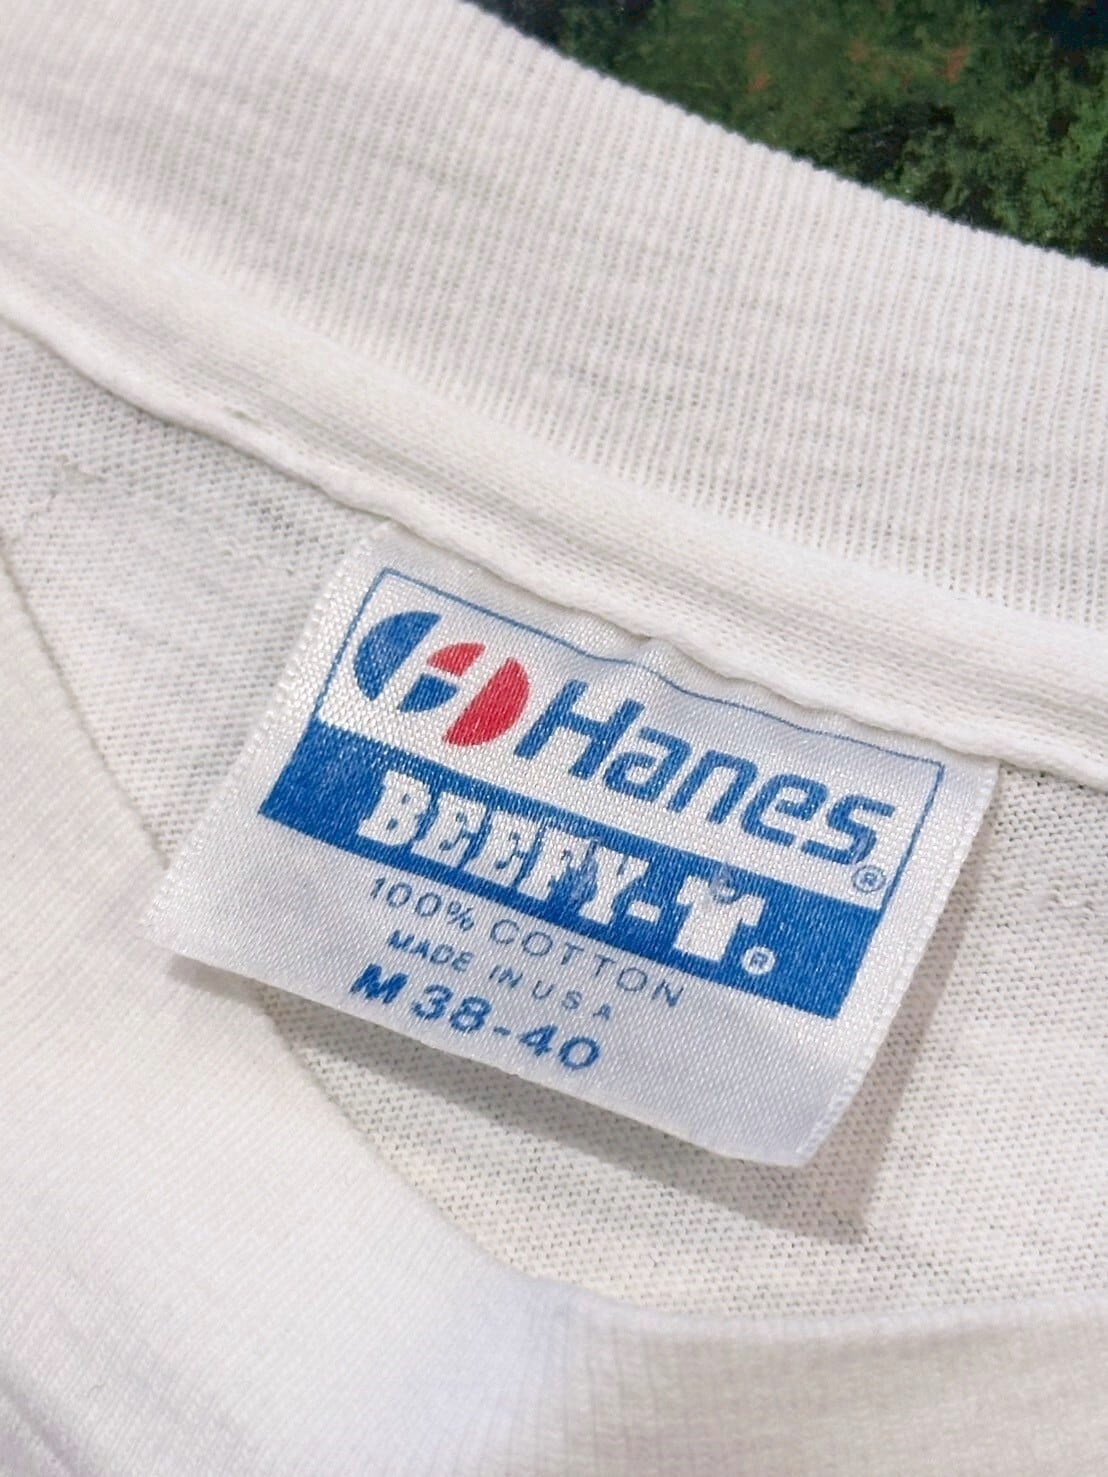 Hanes®
BEEFY-T®
100% COTTON
MADE IN USA
M 38-40